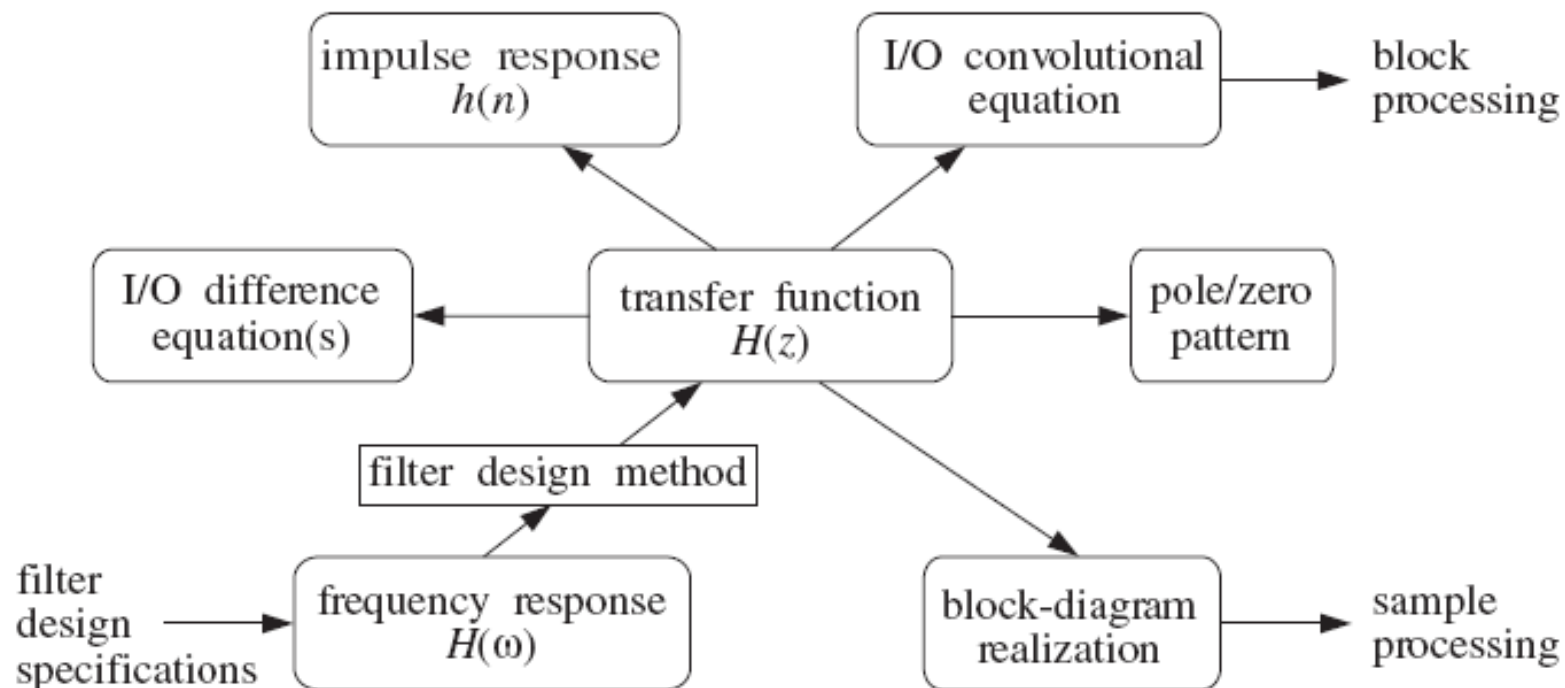 impulse response
h(n)
I/O convolutional
equation
block
processing
I/O difference
equation(s)
transfer function
H(z)
pole/zero
pattern
filter design method
filter
design
specifications
frequency response
H(ω)
block-diagram
realization
sample
processing